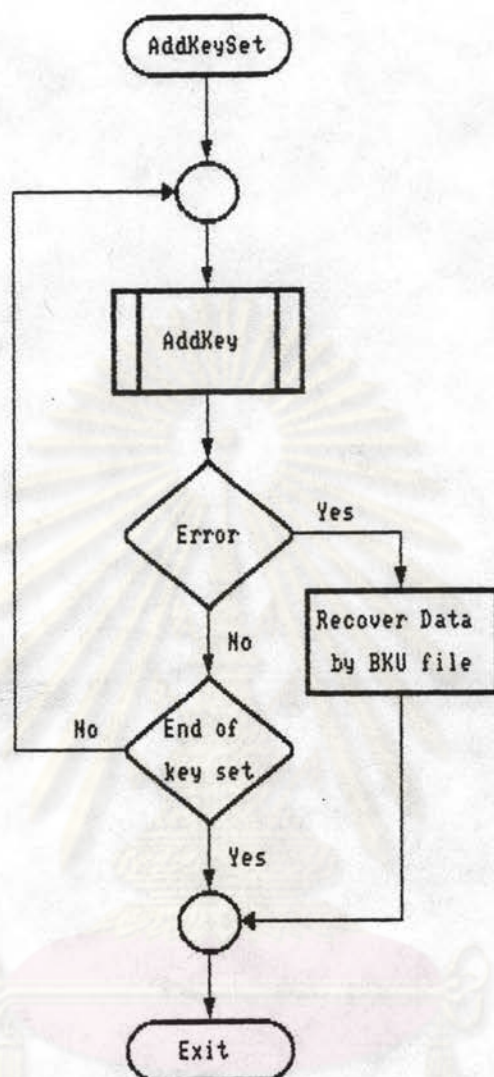 AddKeySet
AddKey
Error
Yes
Recover Data
by BKU file
No
End of
key set
No
Yes
Exit